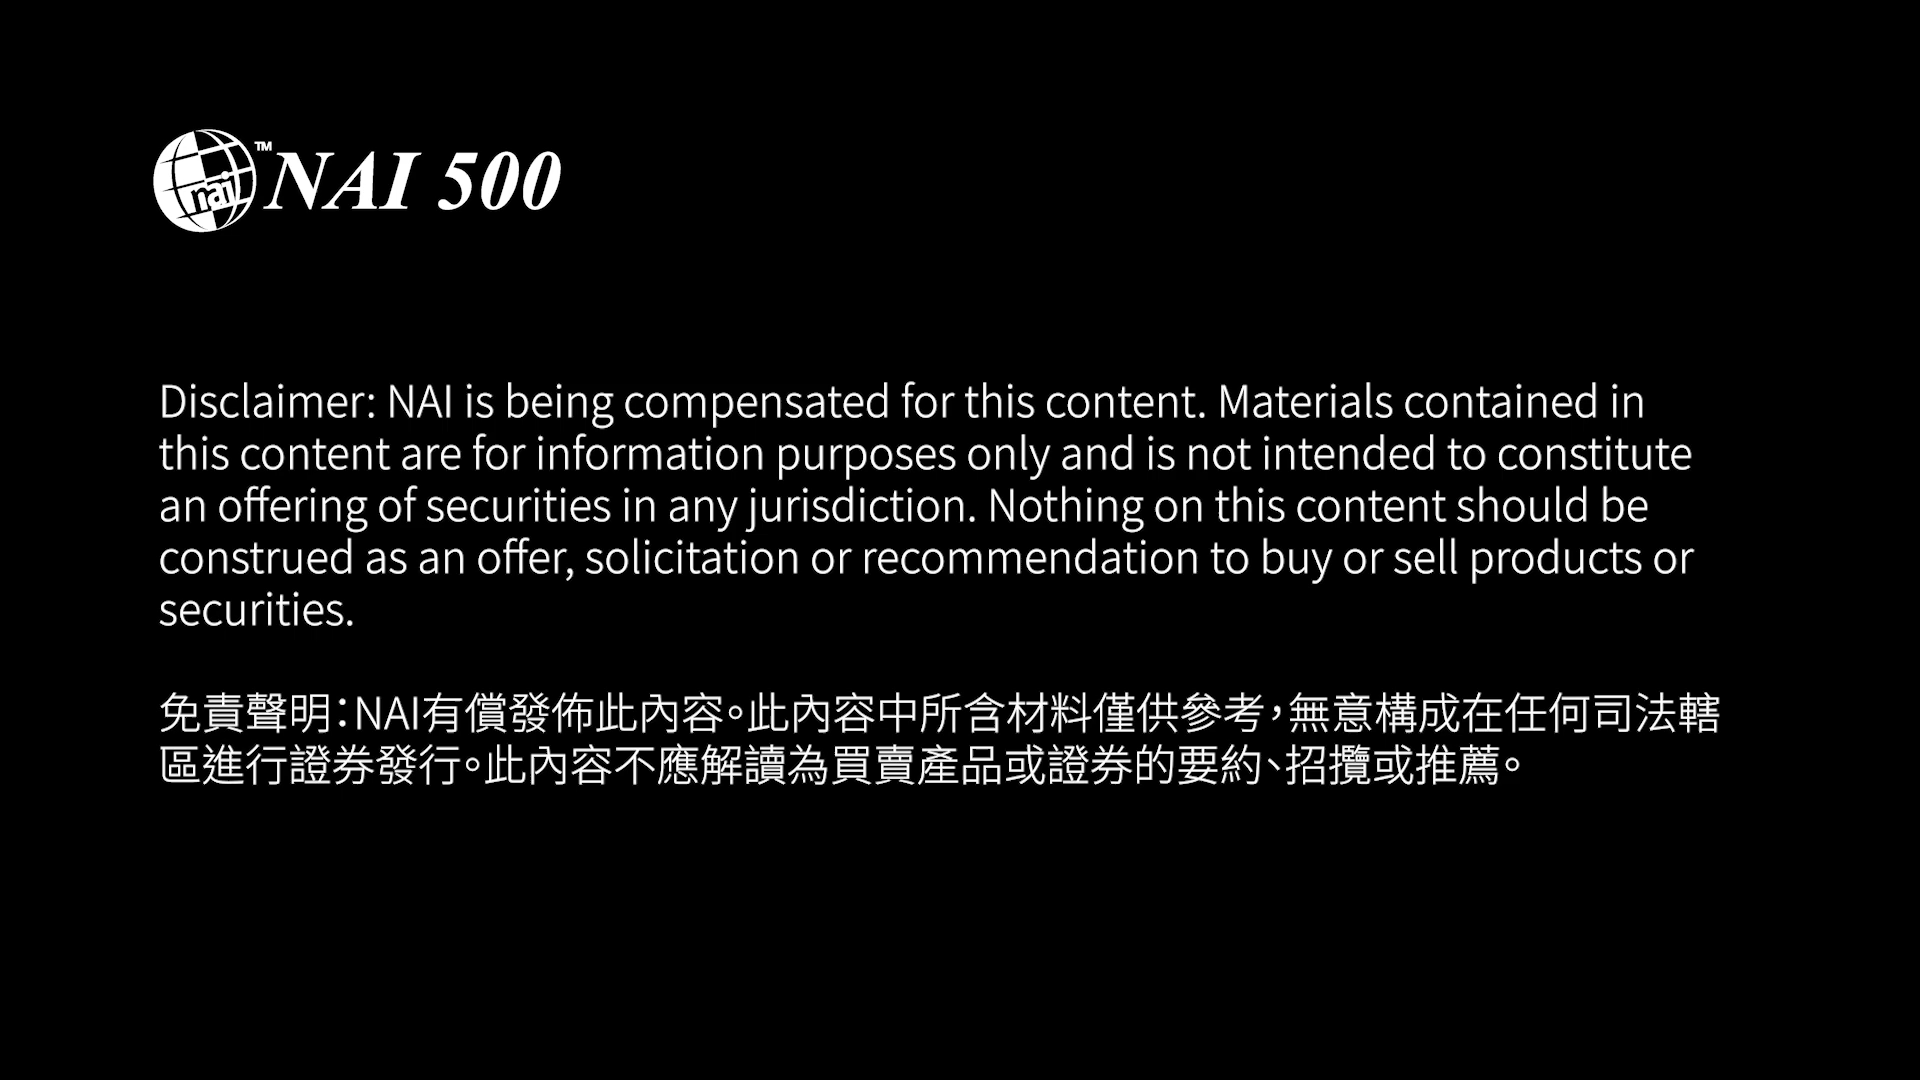 nai™ NAI 500
Disclaimer: NAI is being compensated for this content. Materials contained in
this content are for information purposes only and is not intended to constitute
an offering of securities in any jurisdiction. Nothing on this content should be
construed as an offer, solicitation or recommendation to buy or sell products or
securities.
免責聲明：NAI有償發佈此內容。此內容中所含材料僅供參考，無意構成在任何司法轄
區進行證券發行。此內容不應解讀為買賣產品或證券的要約、招攬或推薦。